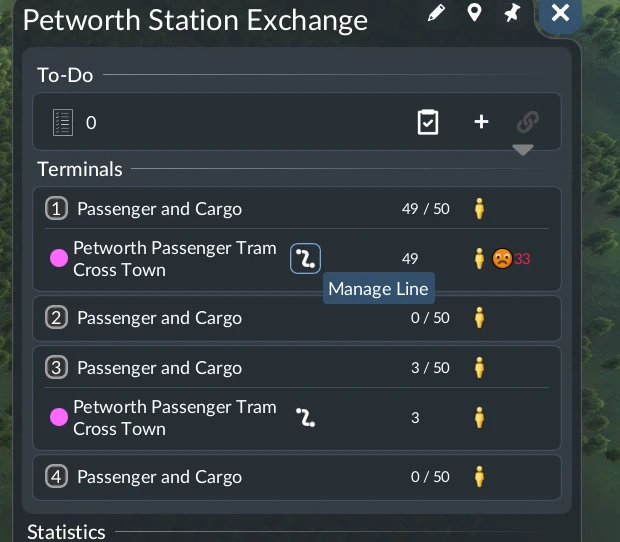 Petworth Station Exchange
To-Do
0
Terminals
1 Passenger and Cargo 49 / 50
Petworth Passenger Tram
Cross Town 49 33
Manage Line
2 Passenger and Cargo 0 / 50
3 Passenger and Cargo 3 / 50
Petworth Passenger Tram
Cross Town 3
4 Passenger and Cargo 0 / 50
Statistics